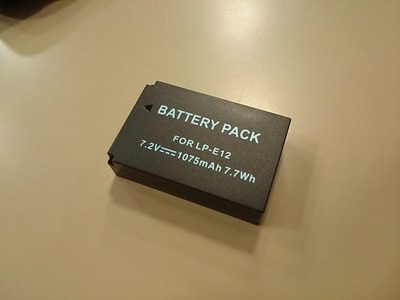 BATTERY PACK
FOR LP-E12
7.2V⎓1075mAh 7.7Wh